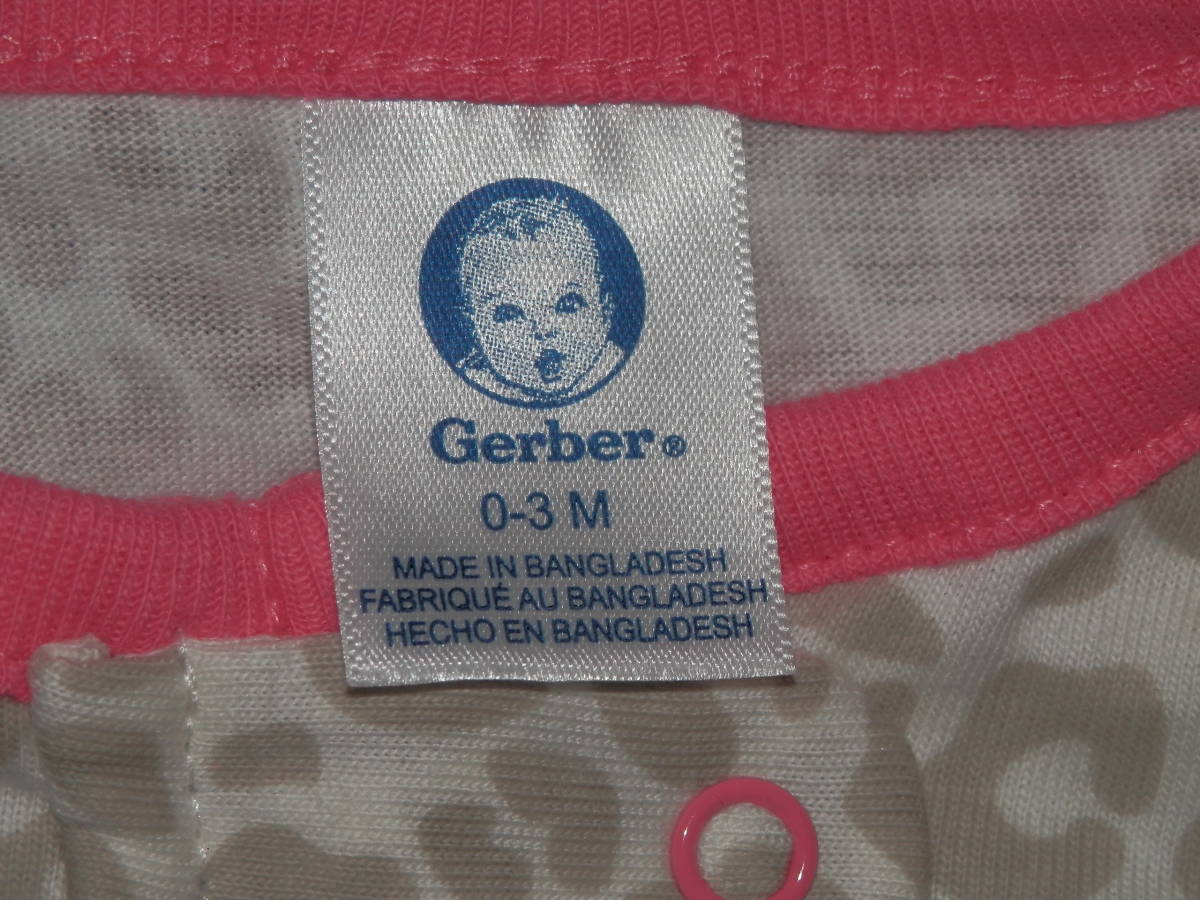 Gerber®
0-3 M
MADE IN BANGLADESH
FABRIQUÉ AU BANGLADESH
HECHO EN BANGLADESH